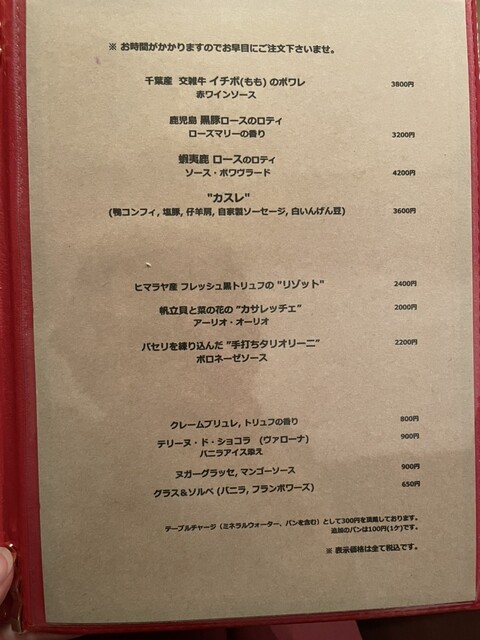 ※ お時間がかかりますのでお早目にご注文下さいませ。
千葉産 交雑牛 イチボ(もも) のポワレ 3800円
赤ワインソース
鹿児島 黒豚ロースのロティ
ローズマリーの香り 3200円
蝦夷鹿 ロースのロティ
ソース・ポワヴラード 4200円
"カスレ"
(鴨コンフィ, 塩豚, 仔羊肩, 自家製ソーセージ, 白いんげん豆) 3600円
ヒマラヤ産 フレッシュ黒トリュフの "リゾット" 2400円
帆立貝と菜の花の "カサレッチェ" 2000円
アーリオ・オーリオ
パセリを練り込んだ "手打ちタリオリーニ" 2200円
ボロネーゼソース
クレームブリュレ, トリュフの香り 800円
テリーヌ・ド・ショコラ (ヴァローナ) 900円
バニラアイス添え
ヌガーグラッセ, マンゴーソース 900円
グラス&ソルベ (バニラ, フランボワーズ) 650円
テーブルチャージ（ミネラルウォーター、パンを含む）として300円を頂戴しております。
追加のパンは100円(1ケ)です。
※ 表示価格は全て税込です。